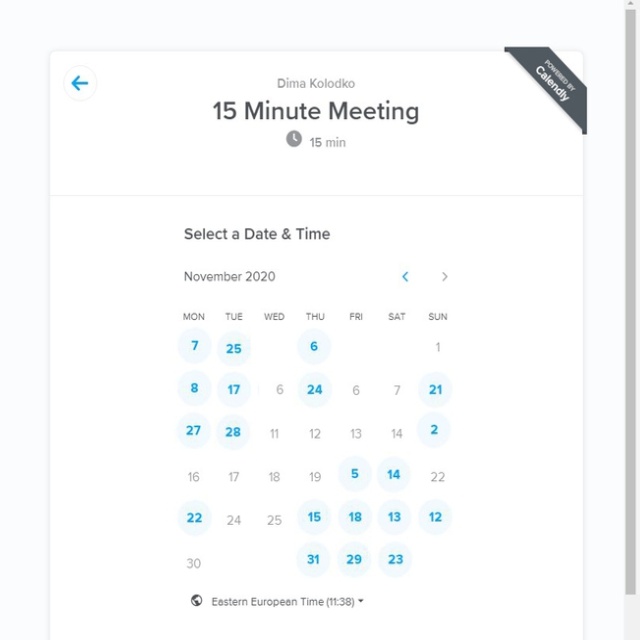 POWERED BY
Calendly
Dima Kolodko
15 Minute Meeting
15 min
Select a Date & Time
November 2020
MON TUE WED THU FRI SAT SUN
7 25 6 1
8 17 6 24 6 7 21
27 28 11 12 13 14 2
16 17 18 19 5 14 22
22 24 25 15 18 13 12
30 31 29 23
Eastern European Time (11:38)